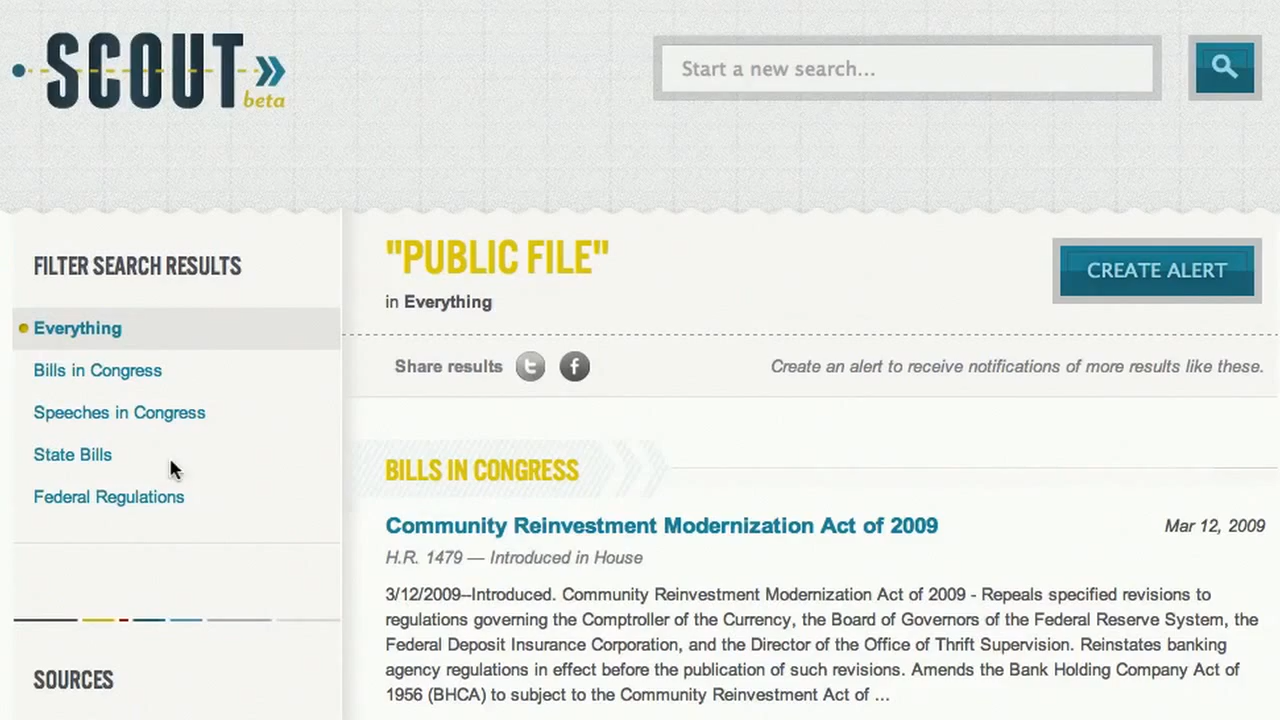 SCOUT
beta
Start a new search...
FILTER SEARCH RESULTS
Everything
Bills in Congress
Speeches in Congress
State Bills
Federal Regulations
SOURCES
"PUBLIC FILE"
in Everything
CREATE ALERT
Share results
Create an alert to receive notifications of more results like these.
BILLS IN CONGRESS
Community Reinvestment Modernization Act of 2009
Mar 12, 2009
H.R. 1479 — Introduced in House
3/12/2009--Introduced. Community Reinvestment Modernization Act of 2009 - Repeals specified revisions to
regulations governing the Comptroller of the Currency, the Board of Governors of the Federal Reserve System, the
Federal Deposit Insurance Corporation, and the Director of the Office of Thrift Supervision. Reinstates banking
agency regulations in effect before the publication of such revisions. Amends the Bank Holding Company Act of
1956 (BHCA) to subject to the Community Reinvestment Act of ...